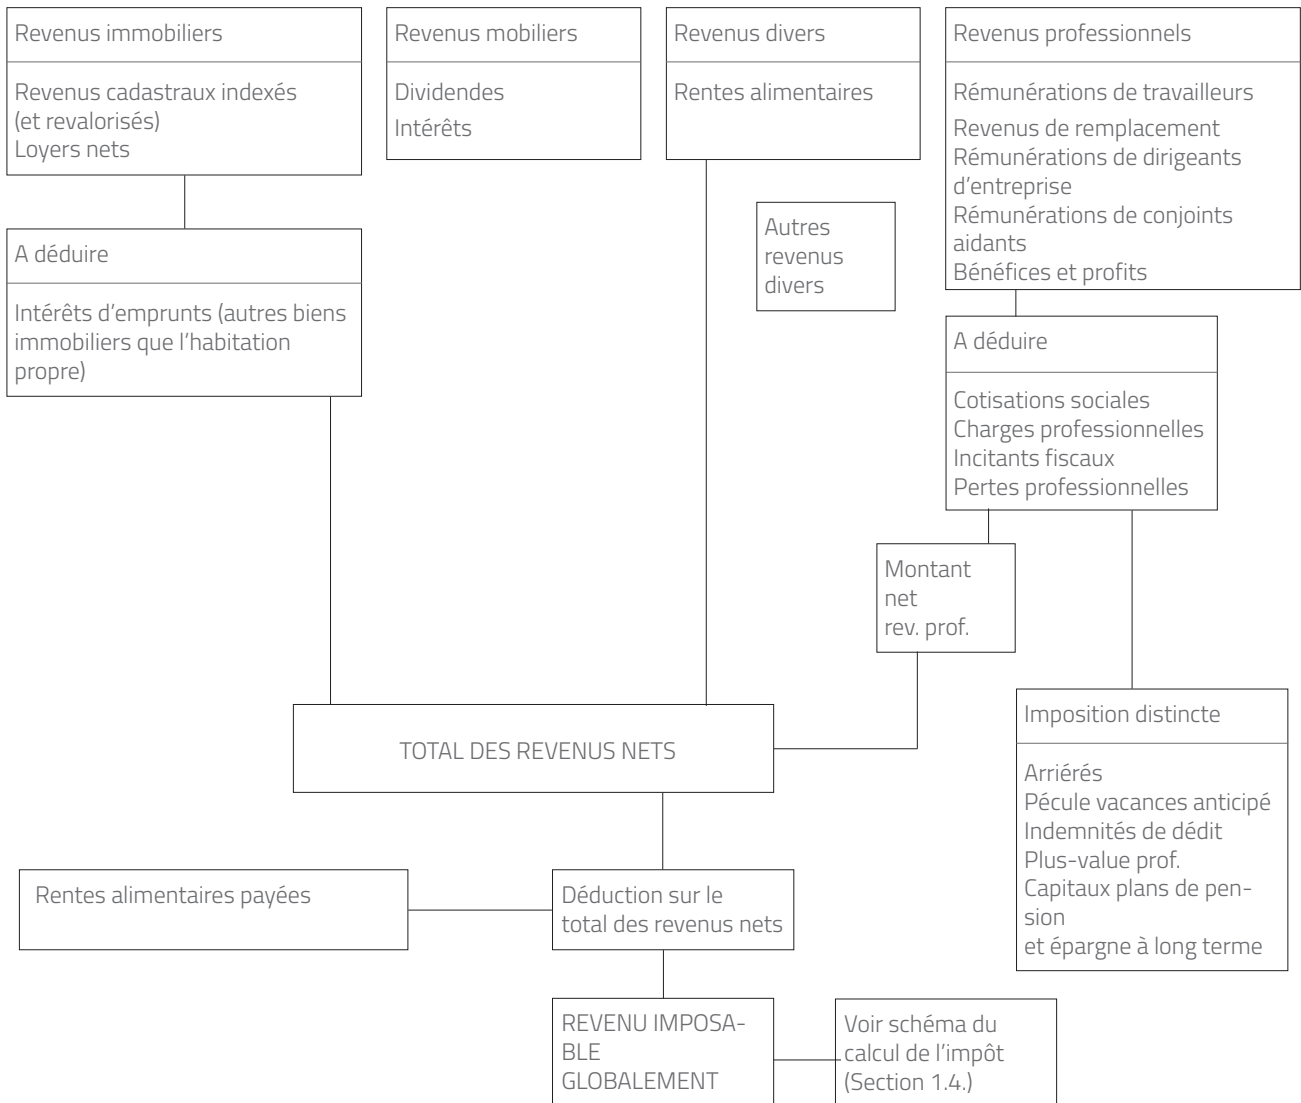 Revenus immobiliers
Revenus cadastraux indexés
(et revalorisés)
Loyers nets
Revenus mobiliers
Dividendes
Intérêts
Revenus divers
Rentes alimentaires
Revenus professionnels
Rémunérations de travailleurs
Revenus de remplacement
Rémunérations de dirigeants
d'entreprise
Rémunérations de conjoints
aidants
Bénéfices et profits
A déduire
Intérêts d'emprunts (autres biens
immobiliers que l'habitation
propre)
Autres
revenus
divers
A déduire
Cotisations sociales
Charges professionnelles
Incitants fiscaux
Pertes professionnelles
Montant
net
rev. prof.
Imposition distincte
Arriérés
Pécule vacances anticipé
Indemnités de dédit
Plus-value prof.
Capitaux plans de pen-
sion
et épargne à long terme
TOTAL DES REVENUS NETS
Rentes alimentaires payées
Déduction sur le
total des revenus nets
REVENU IMPOSA-
BLE
GLOBALEMENT
Voir schéma du
calcul de l'impôt
(Section 1.4.)